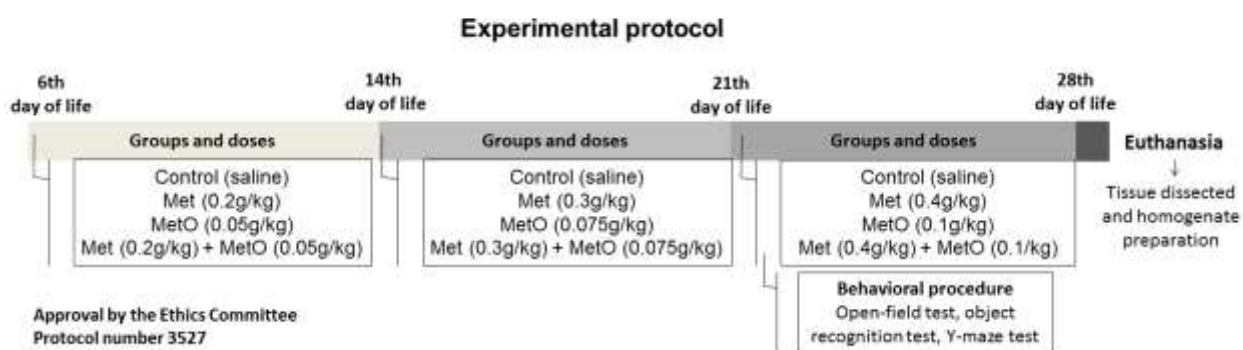 Experimental protocol
6th
day of life
14th
day of life
21th
day of life
28th
day of life
Groups and doses
Control (saline)
Met (0.2g/kg)
MetO (0.05g/kg)
Met (0.2g/kg) + MetO (0.05g/kg)
Groups and doses
Control (saline)
Met (0.3g/kg)
MetO (0.075g/kg)
Met (0.3g/kg) + MetO (0.075g/kg)
Groups and doses
Control (saline)
Met (0.4g/kg)
MetO (0.1g/kg)
Met (0.4g/kg) + MetO (0.1/kg)
Behavioral procedure
Open-field test, object
recognition test, Y-maze test
Euthanasia
↓
Tissue dissected
and homogenate
preparation
Approval by the Ethics Committee
Protocol number 3527